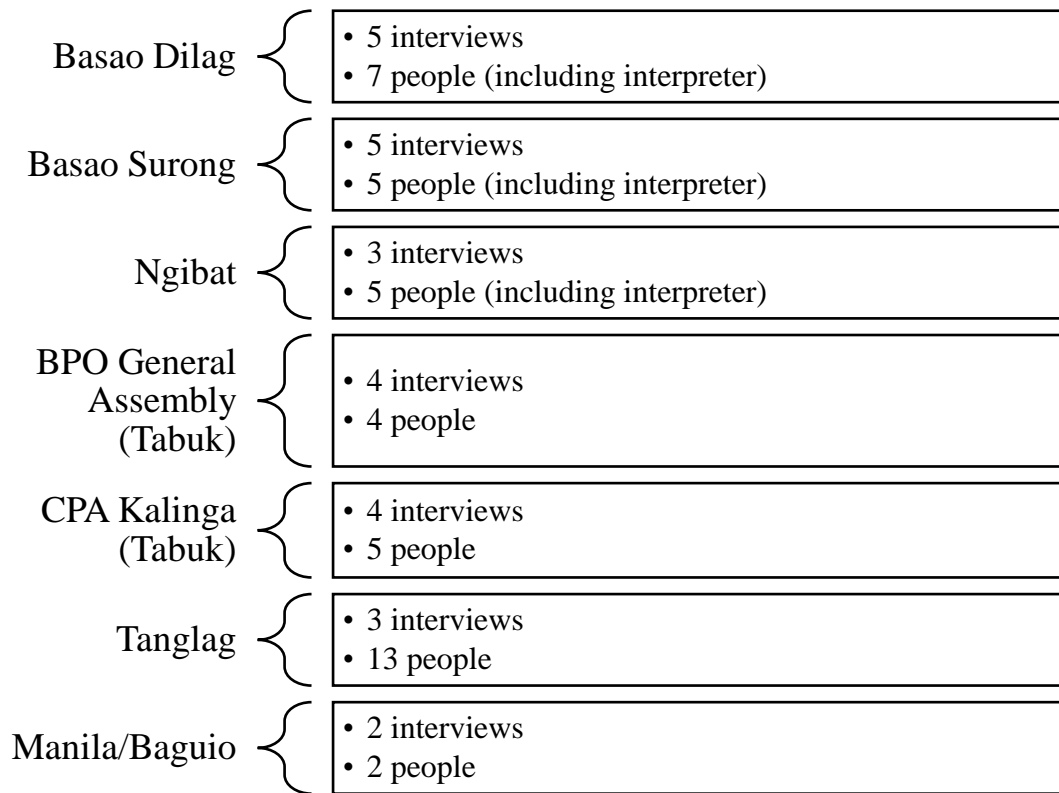 Basao Dilag
• 5 interviews
• 7 people (including interpreter)
Basao Surong
• 5 interviews
• 5 people (including interpreter)
Ngibat
• 3 interviews
• 5 people (including interpreter)
BPO General
Assembly
(Tabuk)
• 4 interviews
• 4 people
CPA Kalinga
(Tabuk)
• 4 interviews
• 5 people
Tanglag
• 3 interviews
• 13 people
Manila/Baguio
• 2 interviews
• 2 people